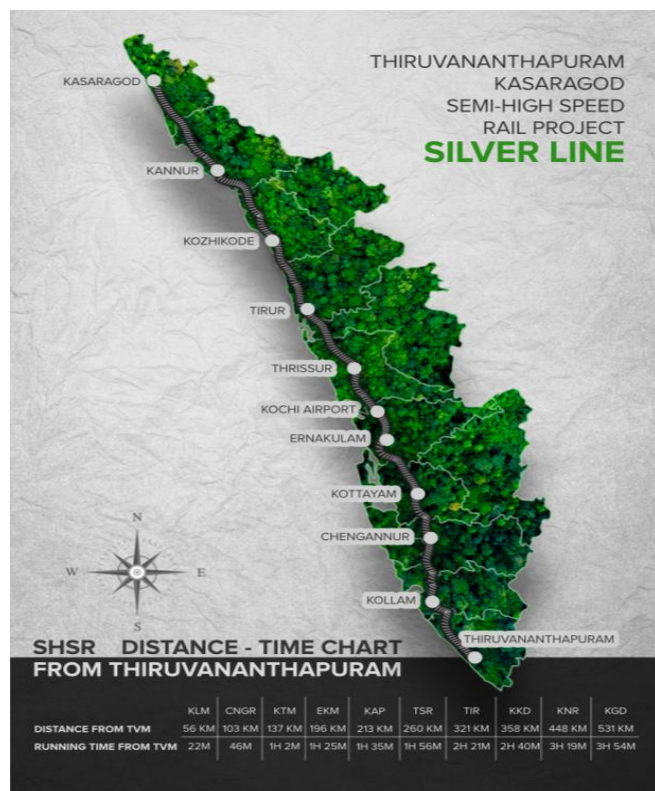 THIRUVANANTHAPURAM
KASARAGOD
SEMI-HIGH SPEED
RAIL PROJECT
SILVER LINE
KASARAGOD
KANNUR
KOZHIKODE
TIRUR
THRISSUR
KOCHI AIRPORT
ERNAKULAM
KOTTAYAM
CHENGANNUR
KOLLAM
THIRUVANANTHAPURAM
N
W E
S
SHSR DISTANCE - TIME CHART
FROM THIRUVANANTHAPURAM
KLM CNGR KTM EKM KAP TSR TIR KKD KNR KGD
DISTANCE FROM TVM 56 KM 103 KM 137 KM 196 KM 213 KM 260 KM 321 KM 358 KM 448 KM 531 KM
RUNNING TIME FROM TVM 22M 46M 1H 2M 1H 25M 1H 35M 1H 56M 2H 21M 2H 40M 3H 19M 3H 54M